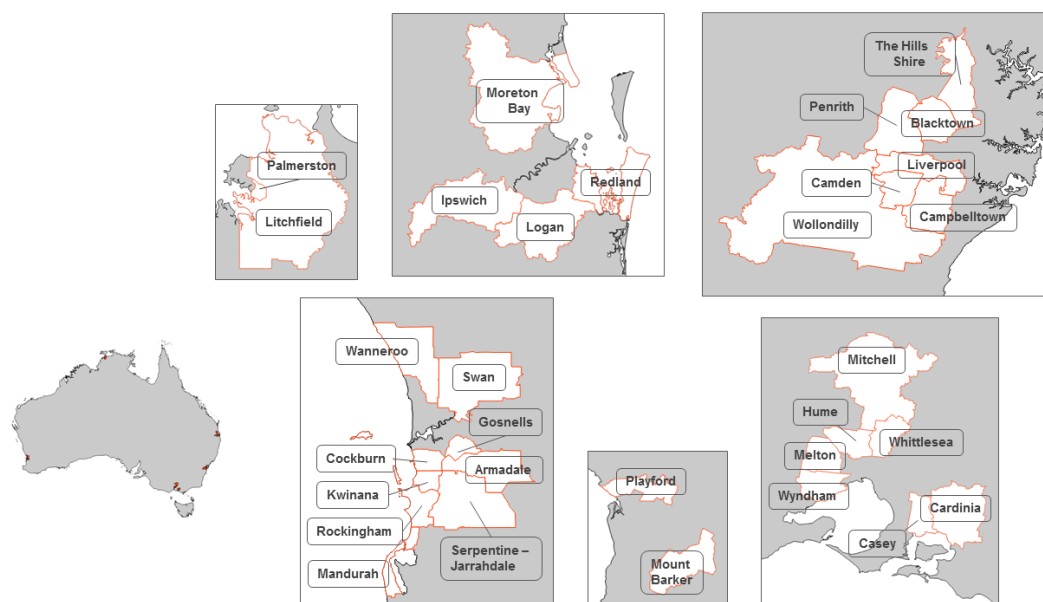 The Hills
Shire
Moreton
Bay
Penrith
Blacktown
Palmerston
Liverpool
Redland
Camden
Ipswich
Litchfield
Logan
Wollondilly
Campbelltown
Wanneroo
Swan
Mitchell
Gosnells
Hume
Whittlesea
Cockburn
Armadale
Melton
Kwinana
Playford
Wyndham
Cardinia
Rockingham
Casey
Serpentine –
Jarrahdale
Mandurah
Mount
Barker